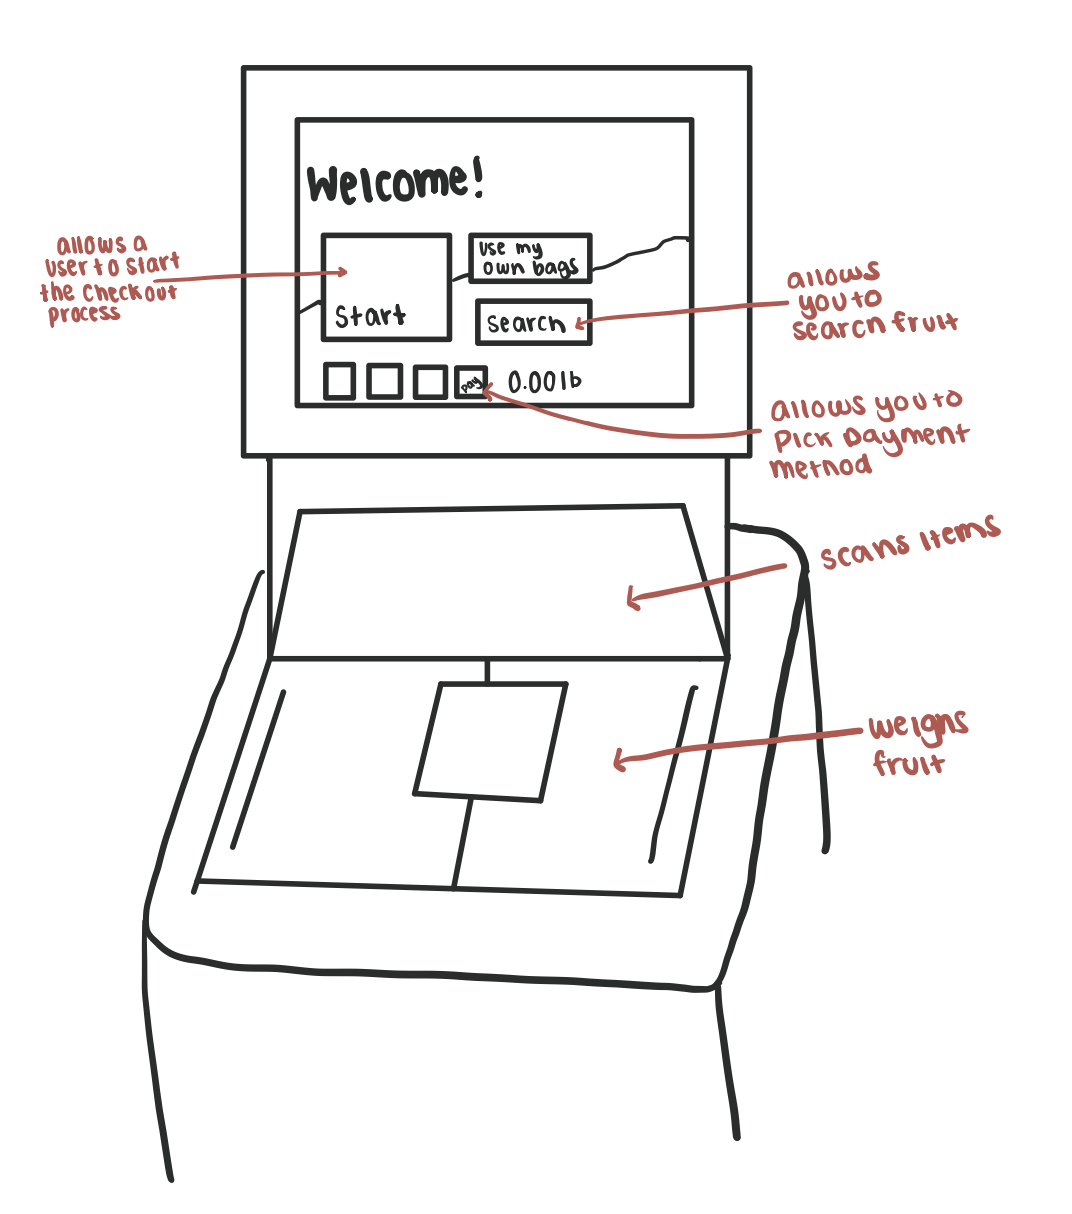 Welcome!
allows a
user to start
the checkout
process
use my
own bags
Start
search
allows
you to
search fruit
pay
0.00lb
allows you to
pick payment
method
scans items
weighs
fruit